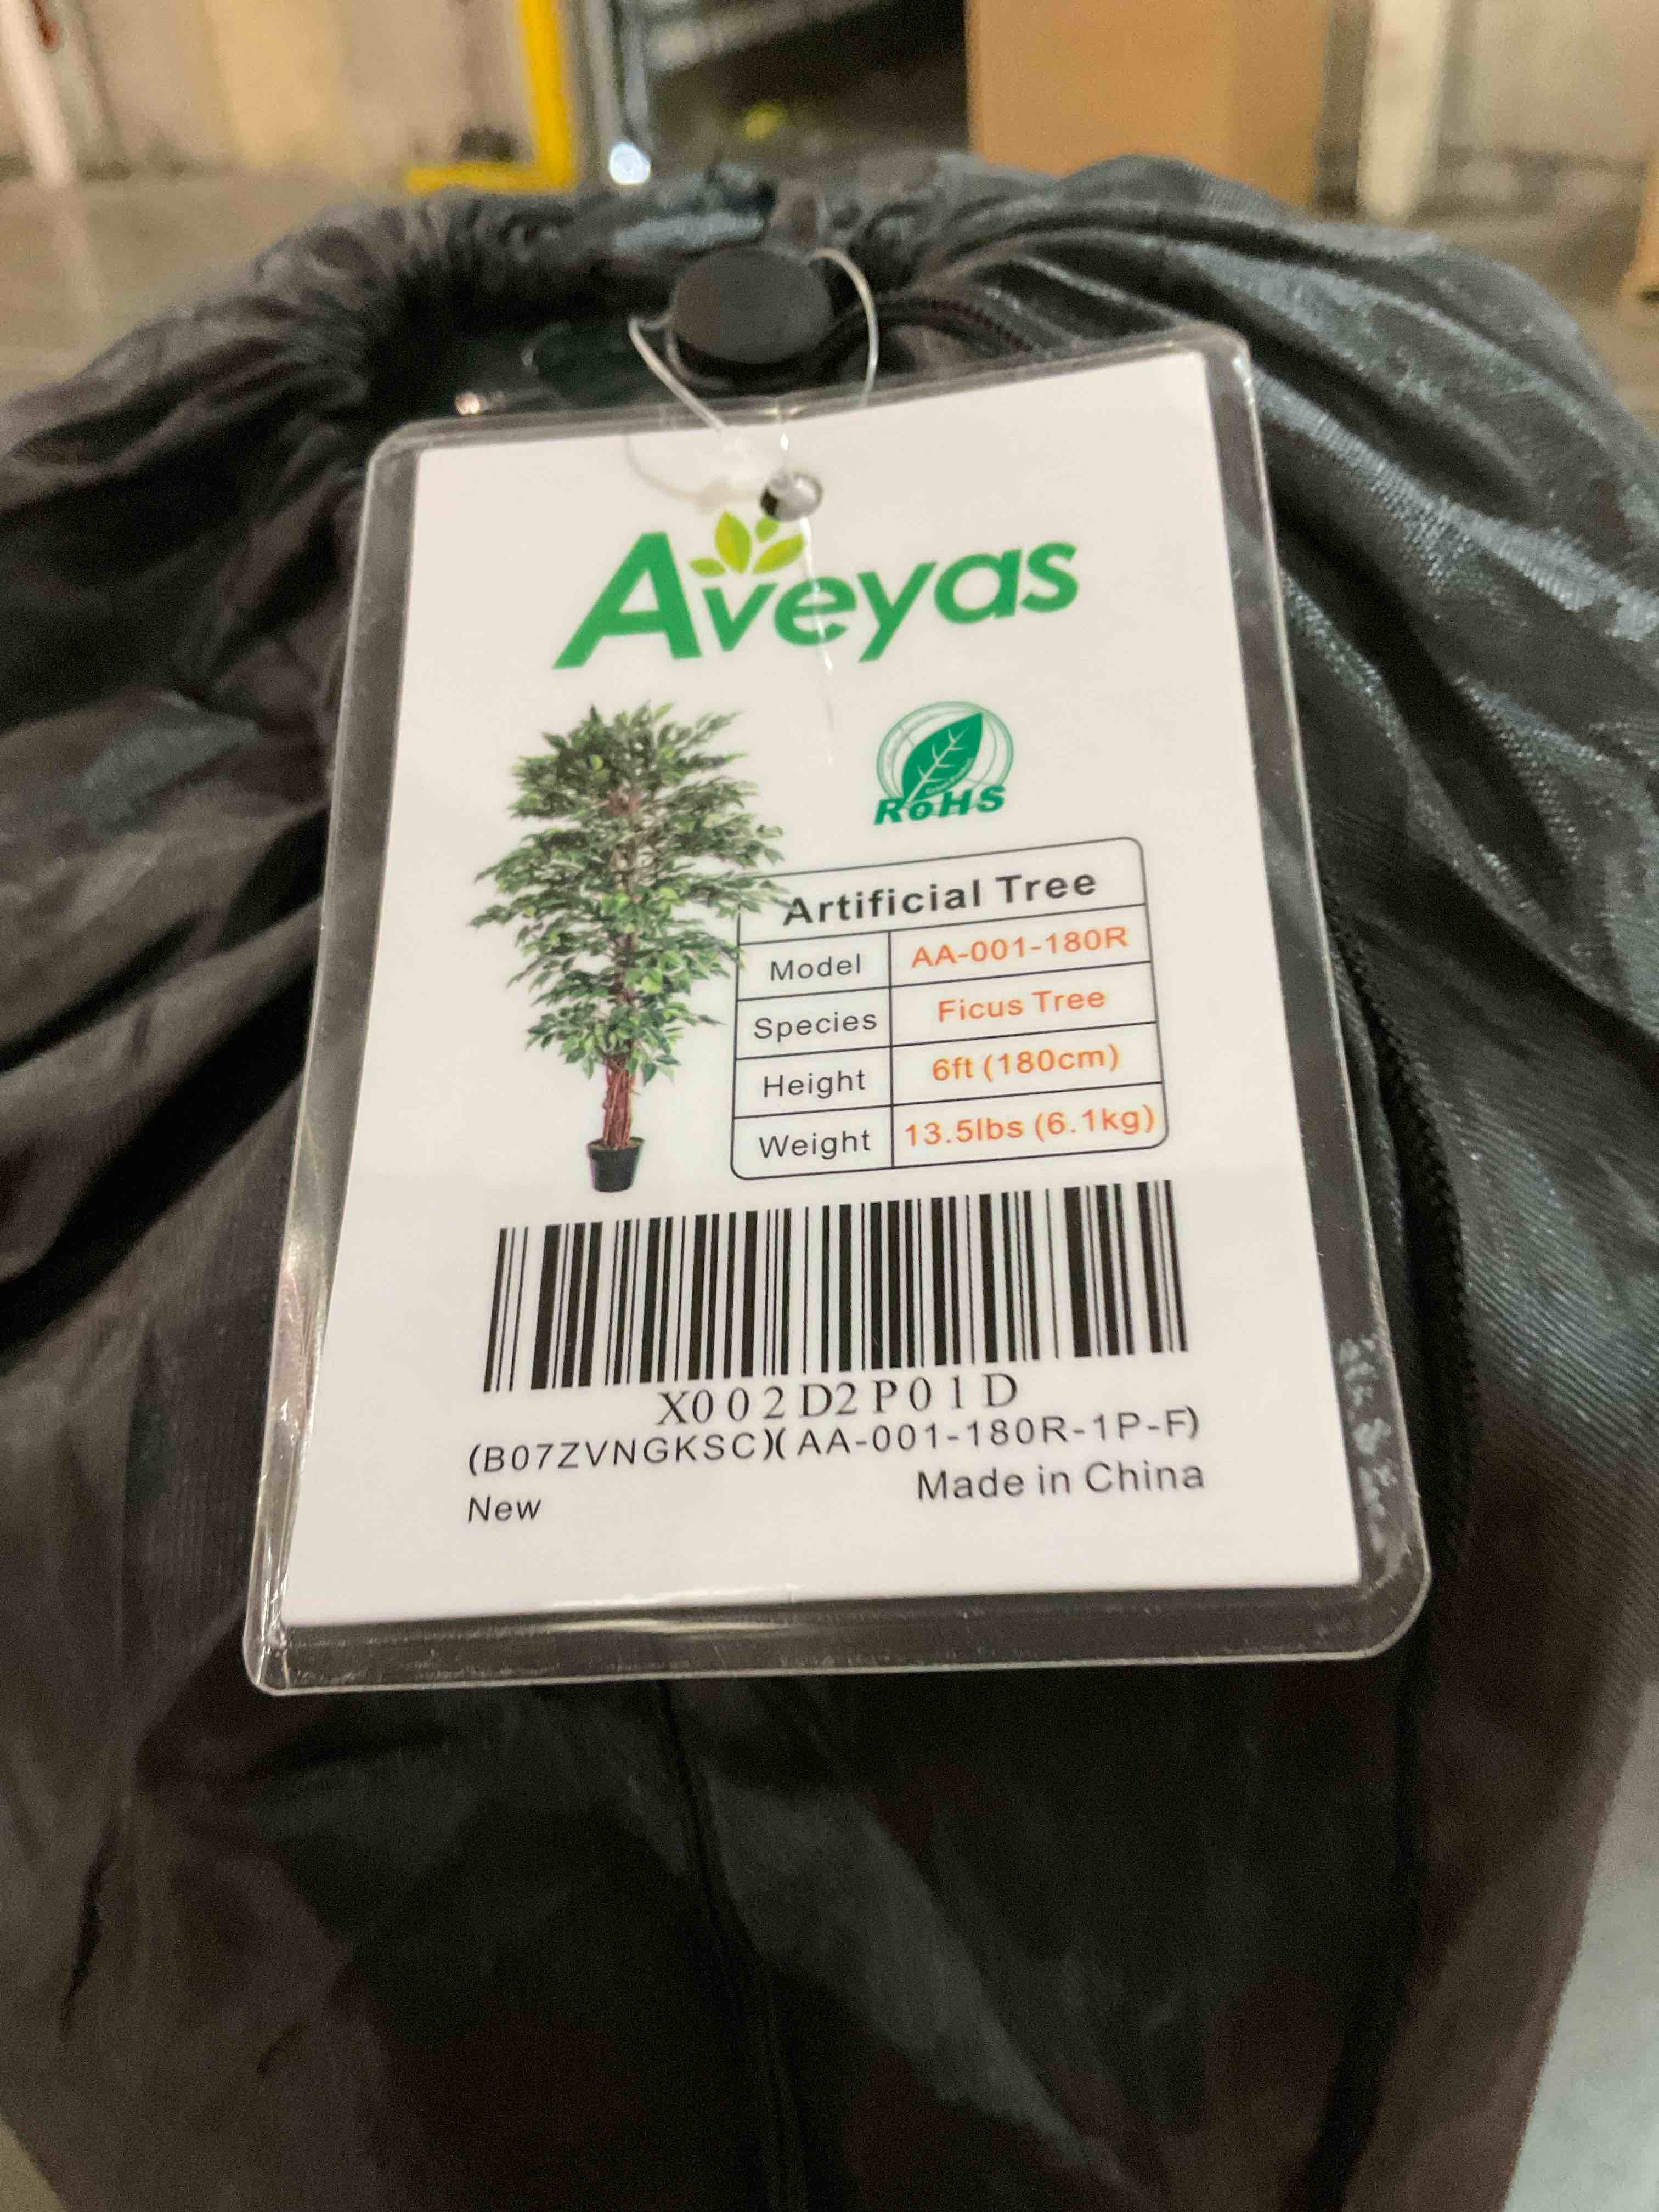 Aveyas
RoHS
Artificial Tree
Model AA-001-180R
Species Ficus Tree
Height 6ft (180cm)
Weight 13.5lbs (6.1kg)
X002D2P01D
(B07ZVNGKSC)(AA-001-180R-1P-F)
New Made in China